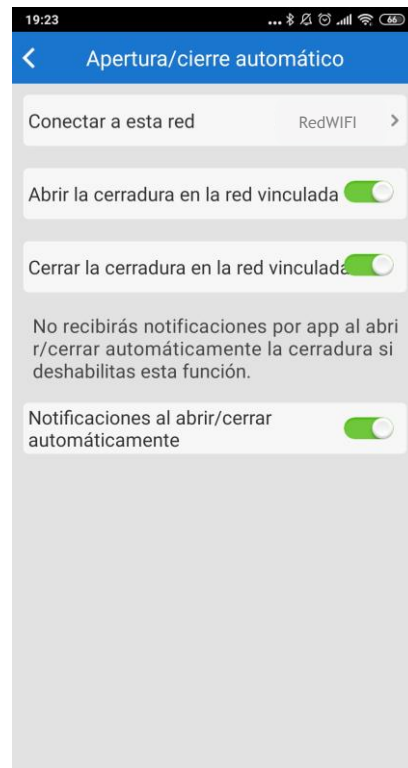 19:23 ... 66
Apertura/cierre automático
Conectar a esta red RedWIFI
Abrir la cerradura en la red vinculada
Cerrar la cerradura en la red vinculada
No recibirás notificaciones por app al abri
r/cerrar automáticamente la cerradura si
deshabilitas esta función.
Notificaciones al abrir/cerrar
automáticamente